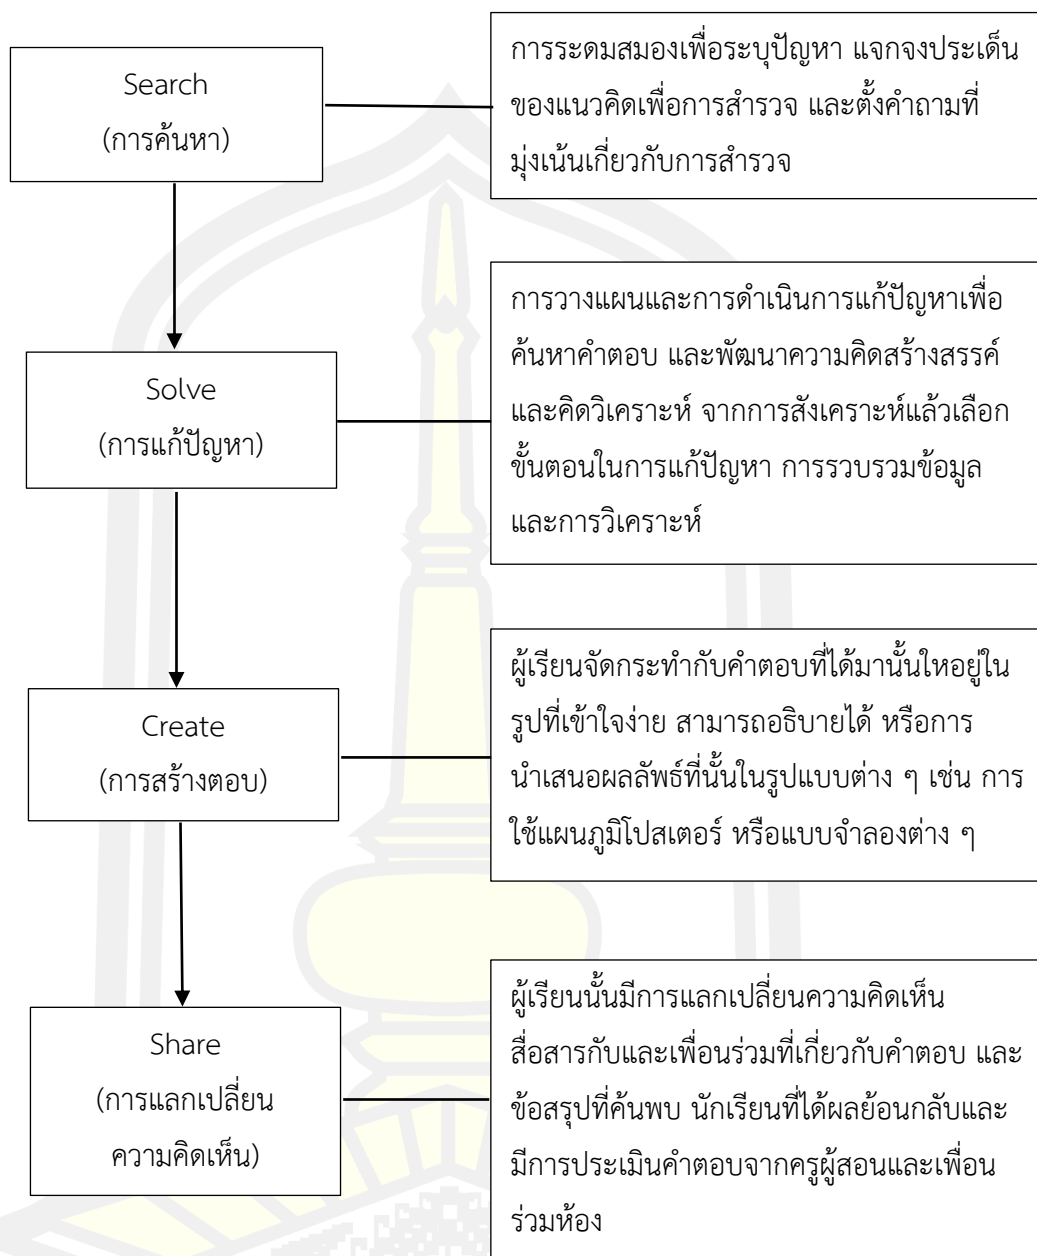 Search
(การค้นหา)
การระดมสมองเพื่อระบุปัญหา แจกจงประเด็น
ของแนวคิดเพื่อการสำรวจ และตั้งคำถามที่
มุ่งเน้นเกี่ยวกับการสำรวจ
Solve
(การแก้ปัญหา)
การวางแผนและการดำเนินการแก้ปัญหาเพื่อ
ค้นหาคำตอบ และพัฒนาความคิดสร้างสรรค์
และคิดวิเคราะห์ จากการสังเคราะห์แล้วเลือก
ขั้นตอนในการแก้ปัญหา การรวบรวมข้อมูล
และการวิเคราะห์
Create
(การสร้างตอบ)
ผู้เรียนจัดกระทำกับคำตอบที่ได้มานั้นใหอยู่ใน
รูปที่เข้าใจง่าย สามารถอธิบายได้ หรือการ
นำเสนอผลลัพธ์ที่นั้นในรูปแบบต่าง ๆ เช่น การ
ใช้แผนภูมิโปสเตอร์ หรือแบบจำลองต่าง ๆ
Share
(การแลกเปลี่ยน
ความคิดเห็น)
ผู้เรียนนั้นมีการแลกเปลี่ยนความคิดเห็น
สื่อสารกับและเพื่อนร่วมที่เกี่ยวกับคำตอบ และ
ข้อสรุปที่ค้นพบ นักเรียนที่ได้ผลย้อนกลับและ
มีการประเมินคำตอบจากครูผู้สอนและเพื่อน
ร่วมห้อง